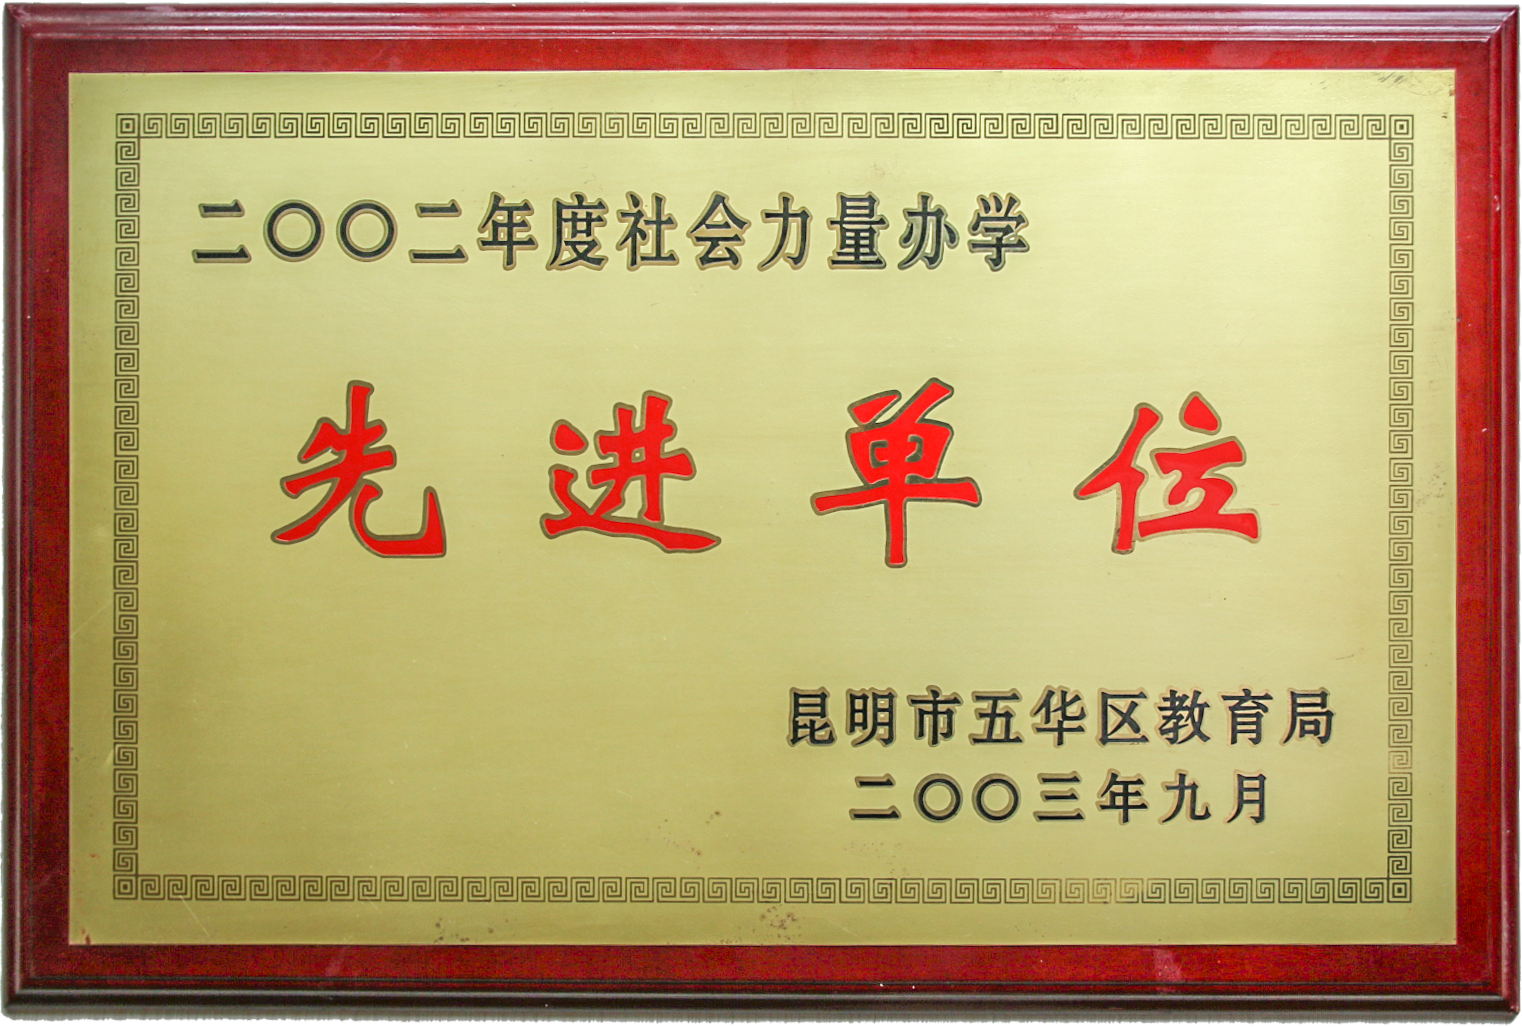 二〇〇二年度社会力量办学
先进单位
昆明市五华区教育局
二〇〇三年九月